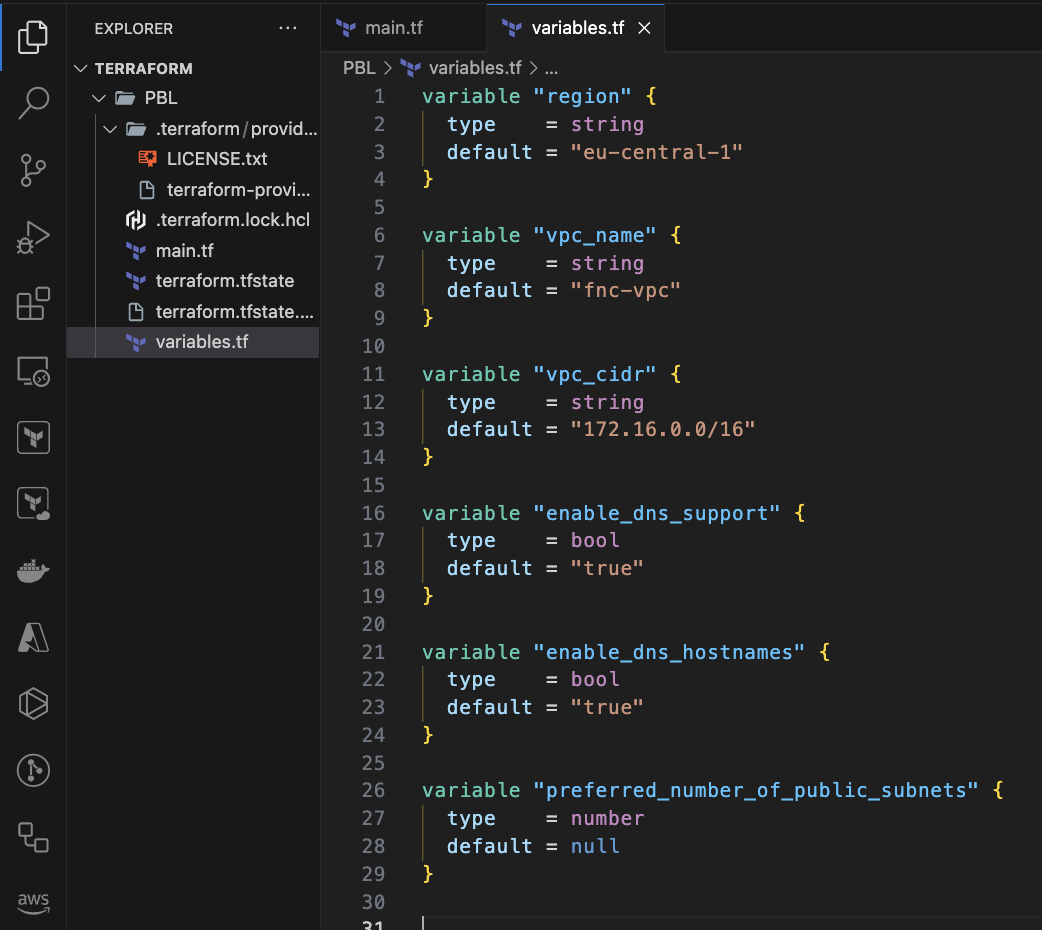 EXPLORER
···
TERRAFORM
PBL
.terraform/provid...
LICENSE.txt
terraform-provi...
.terraform.lock.hcl
main.tf
terraform.tfstate
terraform.tfstate....
variables.tf
aws
main.tf
variables.tf
PBL > variables.tf > ...
1 variable "region" {
2   type    = string
3   default = "eu-central-1"
4 }
5
6 variable "vpc_name" {
7   type    = string
8   default = "fnc-vpc"
9 }
10
11 variable "vpc_cidr" {
12   type    = string
13   default = "172.16.0.0/16"
14 }
15
16 variable "enable_dns_support" {
17   type    = bool
18   default = "true"
19 }
20
21 variable "enable_dns_hostnames" {
22   type    = bool
23   default = "true"
24 }
25
26 variable "preferred_number_of_public_subnets" {
27   type    = number
28   default = null
29 }
30
31